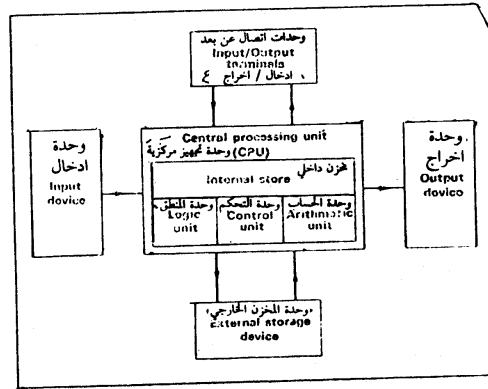 وحدات اتصال عن بعد
Input/Output
terminals
ادخال / اخراج
وحدة
ادخال
Input
device
Central processing unit
وحدة تجهيز مركزية (CPU)
مخزن داخلي
Internal store
وحدة المنطق
Logic
unit
وحدة التحكم
Control
unit
وحدة الحساب
Arithmatic
unit
وحدة
اخراج
Output
device
وحدة المخزن الخارجي
External storage
device